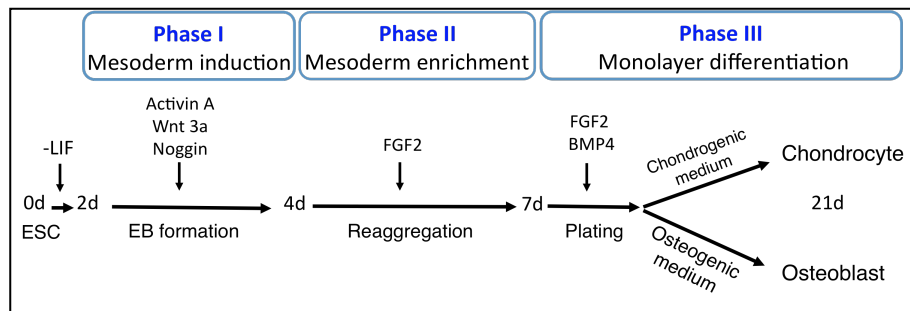 Phase I
Mesoderm induction
Phase II
Mesoderm enrichment
Phase III
Monolayer differentiation
Activin A
Wnt 3a
Noggin
-LIF
FGF2
FGF2
BMP4
Chondrogenic
medium
Chondrocyte
0d
2d
4d
7d
21d
ESC
EB formation
Reaggregation
Plating
Osteogenic
medium
Osteoblast